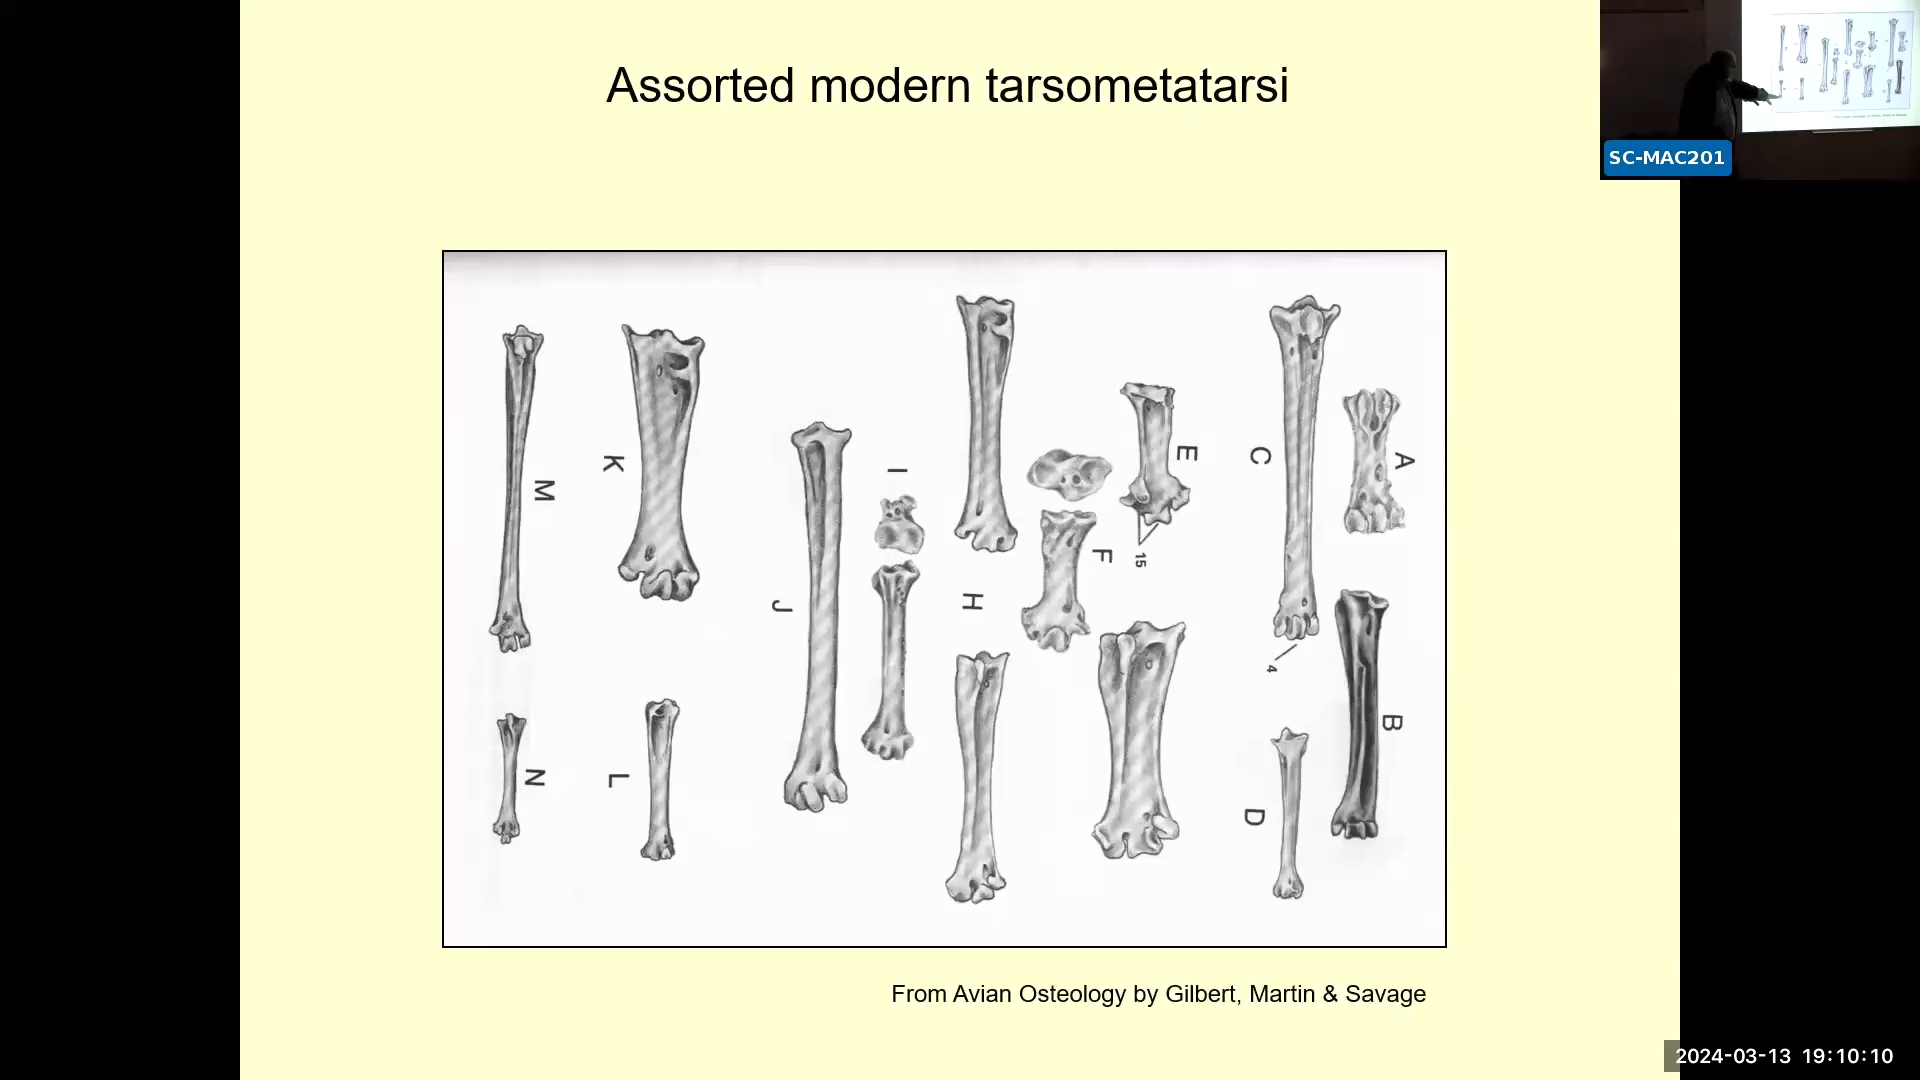 Assorted modern tarsometatarsi
SC-MAC201
M
K
J
I
H
E
15
F
C
4
A
B
D
N
L
From Avian Osteology by Gilbert, Martin & Savage
2024-03-13 19:10:10